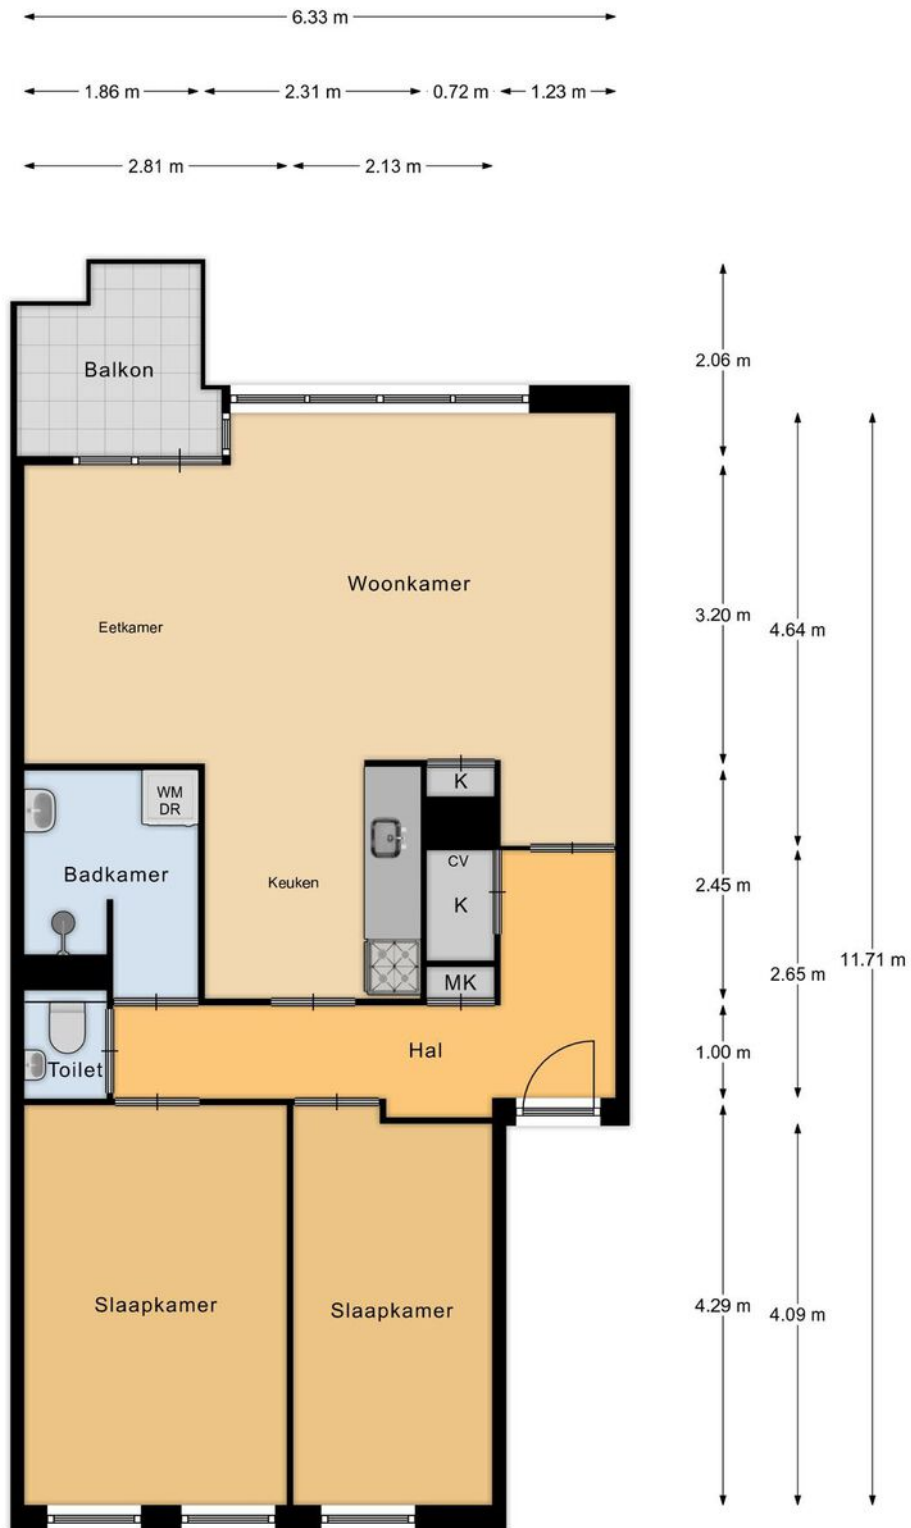 6.33 m
1.86 m 2.31 m 0.72 m 1.23 m
2.81 m 2.13 m
2.06 m
Balkon
Woonkamer
3.20 m
Eetkamer
4.64 m
K
WM
DR
CV
Badkamer
Keuken
2.45 m
K
11.71 m
2.65 m
MK
Hal
1.00 m
Toilet
Slaapkamer
Slaapkamer
4.29 m
4.09 m